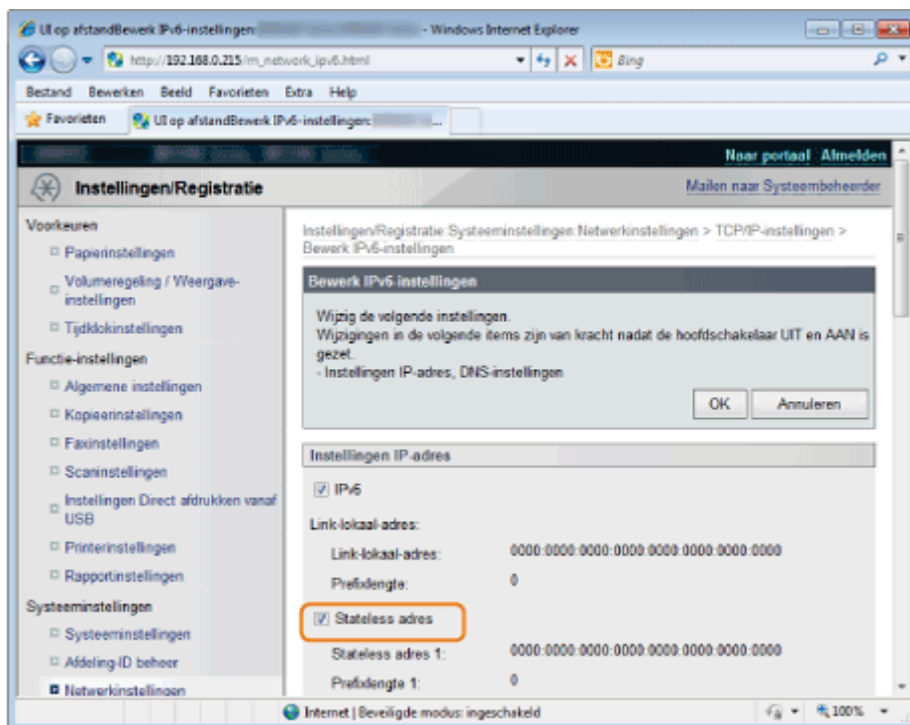 UI op afstandBewerk IPv6-instellingen: - Windows Internet Explorer
http://192.168.0.215/m_network_ipv6.html
Bing
Bestand Bewerken Beeld Favorieten Extra Help
Favorieten UI op afstandBewerk IPv6-instellingen: ...
Naar portaal Afmelden
Instellingen/Registratie
Mailen naar Systeembeheerder
Voorkeuren
Papierinstellingen
Volumeregeling / Weergave-
instellingen
Tijdklokinstellingen
Functie-instellingen
Algemene instellingen
Kopieerinstellingen
Faxinstellingen
Scaninstellingen
Instellingen Direct afdrukken vanaf
USB
Printerinstellingen
Rapportinstellingen
Systeeminstellingen
Systeeminstellingen
Afdeling-ID beheer
Netwerkinstellingen
Instellingen/Registratie:Systeeminstellingen:Netwerkinstellingen > TCP/IP-instellingen >
Bewerk IPv6-instellingen
Bewerk IPv6-instellingen
Wijzig de volgende instellingen.
Wijzigingen in de volgende items zijn van kracht nadat de hoofdschakelaar UIT en AAN is
gezet.
- Instellingen IP-adres, DNS-instellingen
OK Annuleren
Instellingen IP-adres
IPv6
Link-lokaal-adres:
Link-lokaal-adres: 0000:0000:0000:0000:0000:0000:0000:0000
Prefixlengte: 0
Stateless adres
Stateless adres 1: 0000:0000:0000:0000:0000:0000:0000:0000
Prefixlengte 1: 0
Internet | Beveiligde modus: ingeschakeld 100%